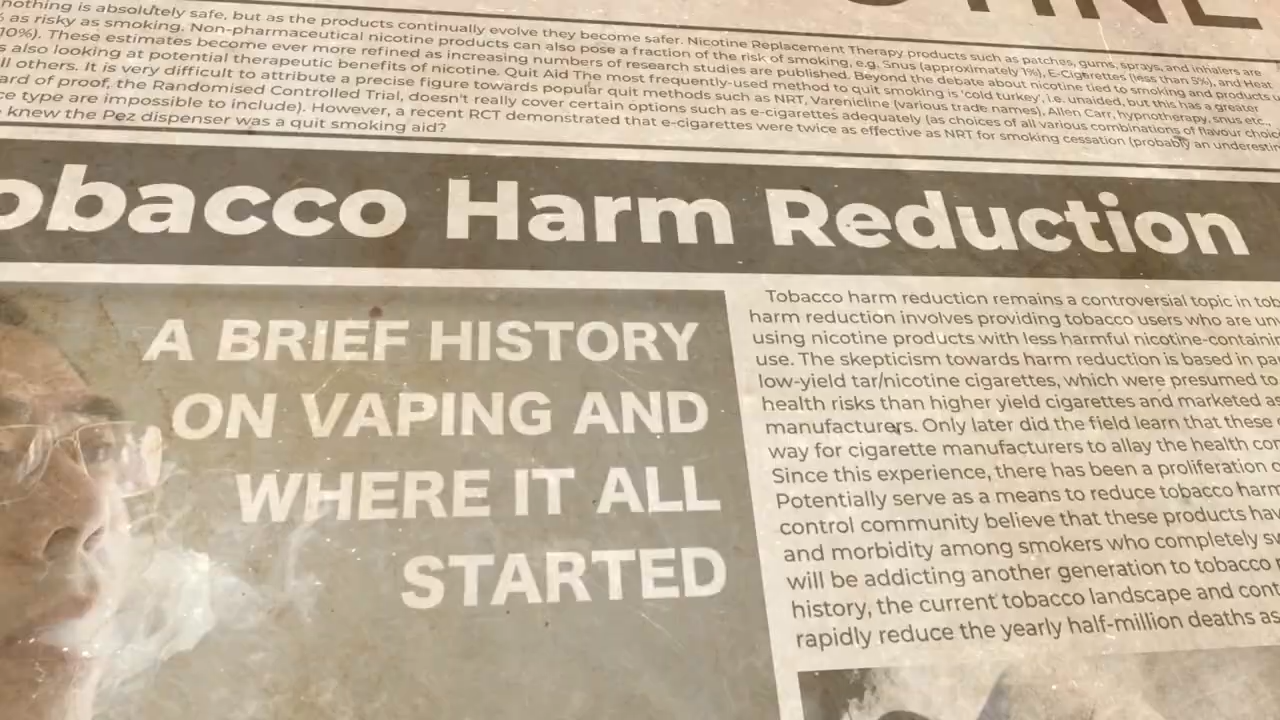 TINE
nothing is absolutely safe, but as the products continually evolve they become safer. Nicotine Replacement Therapy products such as patches, gums, sprays, and inhalers are
as risky as smoking. Non-pharmaceutical nicotine products can also pose a fraction of the risk of smoking, e.g. Snus (approximately 1%), E-Cigerettes (less than 5%), and Heat
10%). These estimates become ever more refined as increasing numbers of research studies are published. Beyond the debate about nicotine tied to smoking and products
s also looking at potential therapeutic benefits of nicotine. Quit Aid The most frequently-used method to quit smoking is 'cold turkey', i.e. unaided, but this has a greater
ll others. It is very difficult to attribute a precise figure towards popular quit methods such as NRT, Varenicline (various trade names), Allen Carr, hypnotherapy, snus etc...
ard of proof, the Randomised Controlled Trial, doesn't really cover certain options such as e-cigarettes adequately (as choices of all various combinations of flavour choic
ce type are impossible to include). However, a recent RCT demonstrated that e-cigarettes were twice as effective as NRT for smoking cessation (probably an underestin
knew the Pez dispenser was a quit smoking aid?
obacco Harm Reduction
A BRIEF HISTORY
ON VAPING AND
WHERE IT ALL
STARTED
Tobacco harm reduction remains a controversial topic in tob
harm reduction involves providing tobacco users who are un
using nicotine products with less harmful nicotine-containin
use. The skepticism towards harm reduction is based in pa
low-yield tar/nicotine cigarettes, which were presumed to
health risks than higher yield cigarettes and marketed as
manufacturers. Only later did the field learn that these
way for cigarette manufacturers to allay the health con
Since this experience, there has been a proliferation o
Potentially serve as a means to reduce tobacco harm
control community believe that these products hav
and morbidity among smokers who completely sw
will be addicting another generation to tobacco
history, the current tobacco landscape and cont
rapidly reduce the yearly half-million deaths as